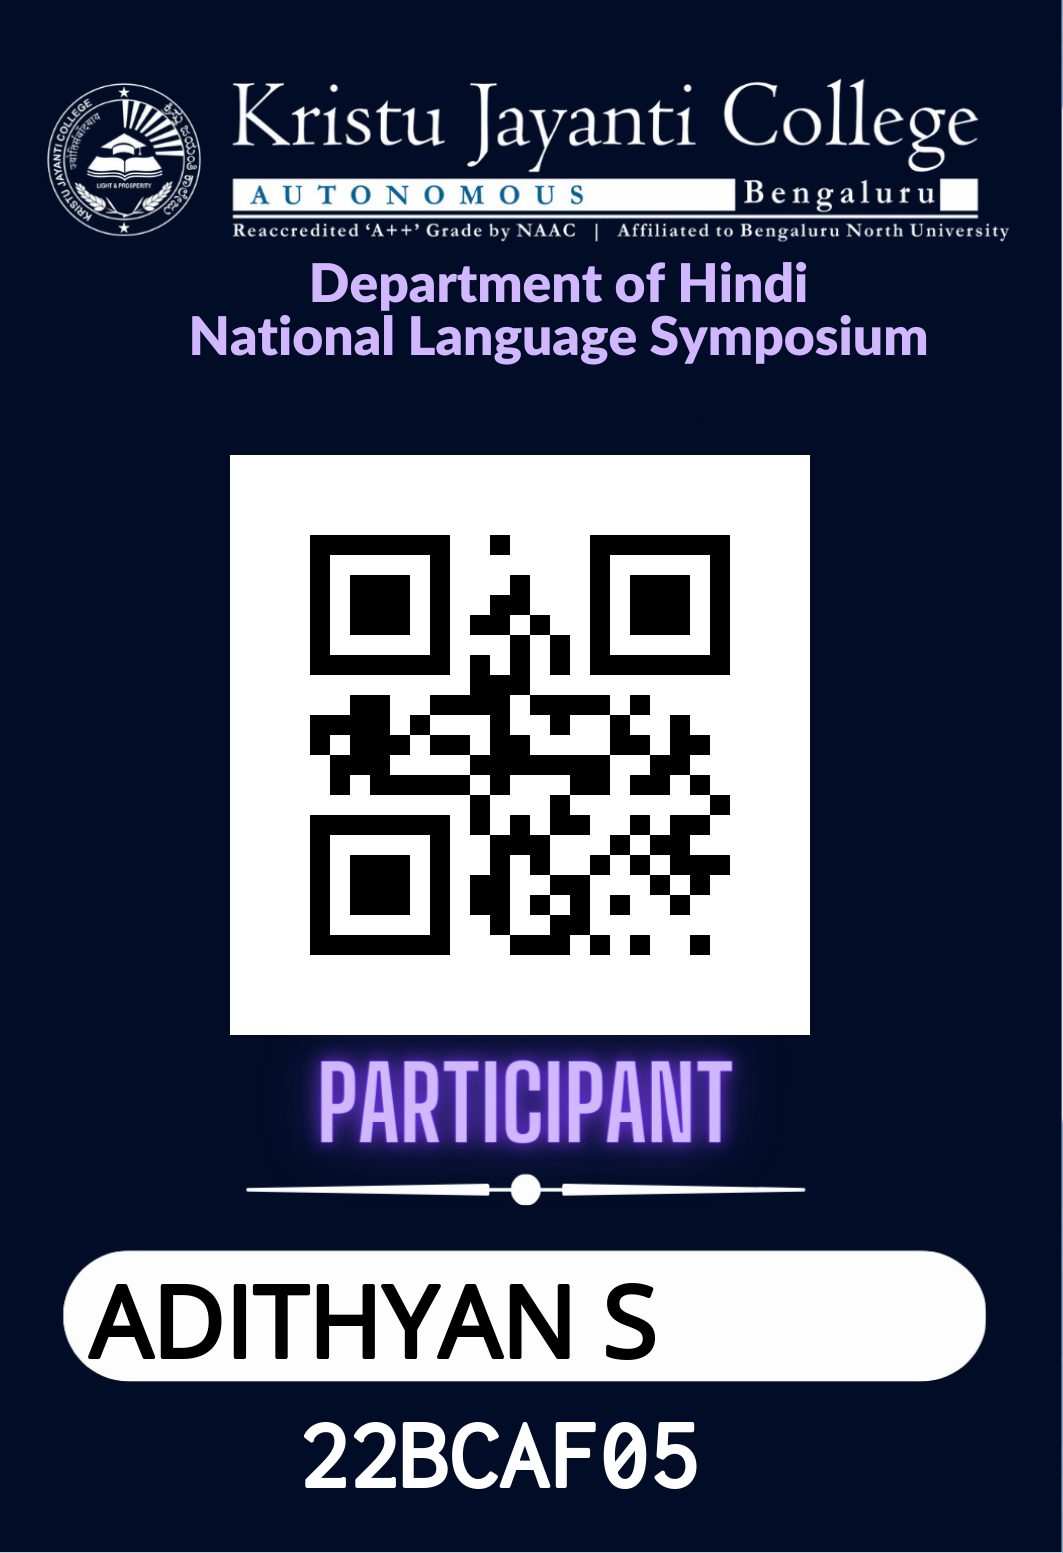 KRISTU JAYANTI COLLEGE
LIGHT & PROSPERITY
Kristu Jayanti College
AUTONOMOUS Bengaluru
Reaccredited ‘A++’ Grade by NAAC | Affiliated to Bengaluru North University
Department of Hindi
National Language Symposium
PARTICIPANT
ADITHYAN S
22BCAF05